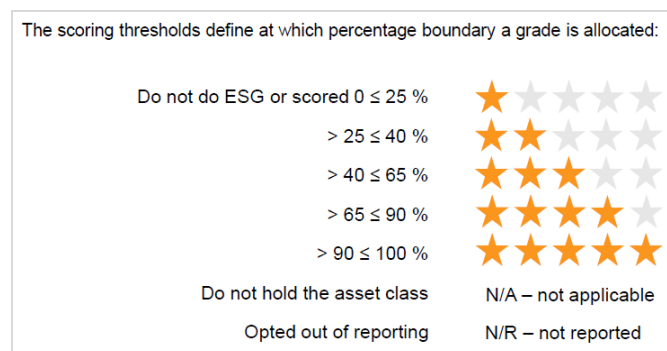 The scoring thresholds define at which percentage boundary a grade is allocated:
Do not do ESG or scored 0 ≤ 25 %
> 25 ≤ 40 %
> 40 ≤ 65 %
> 65 ≤ 90 %
> 90 ≤ 100 %
Do not hold the asset class N/A – not applicable
Opted out of reporting N/R – not reported